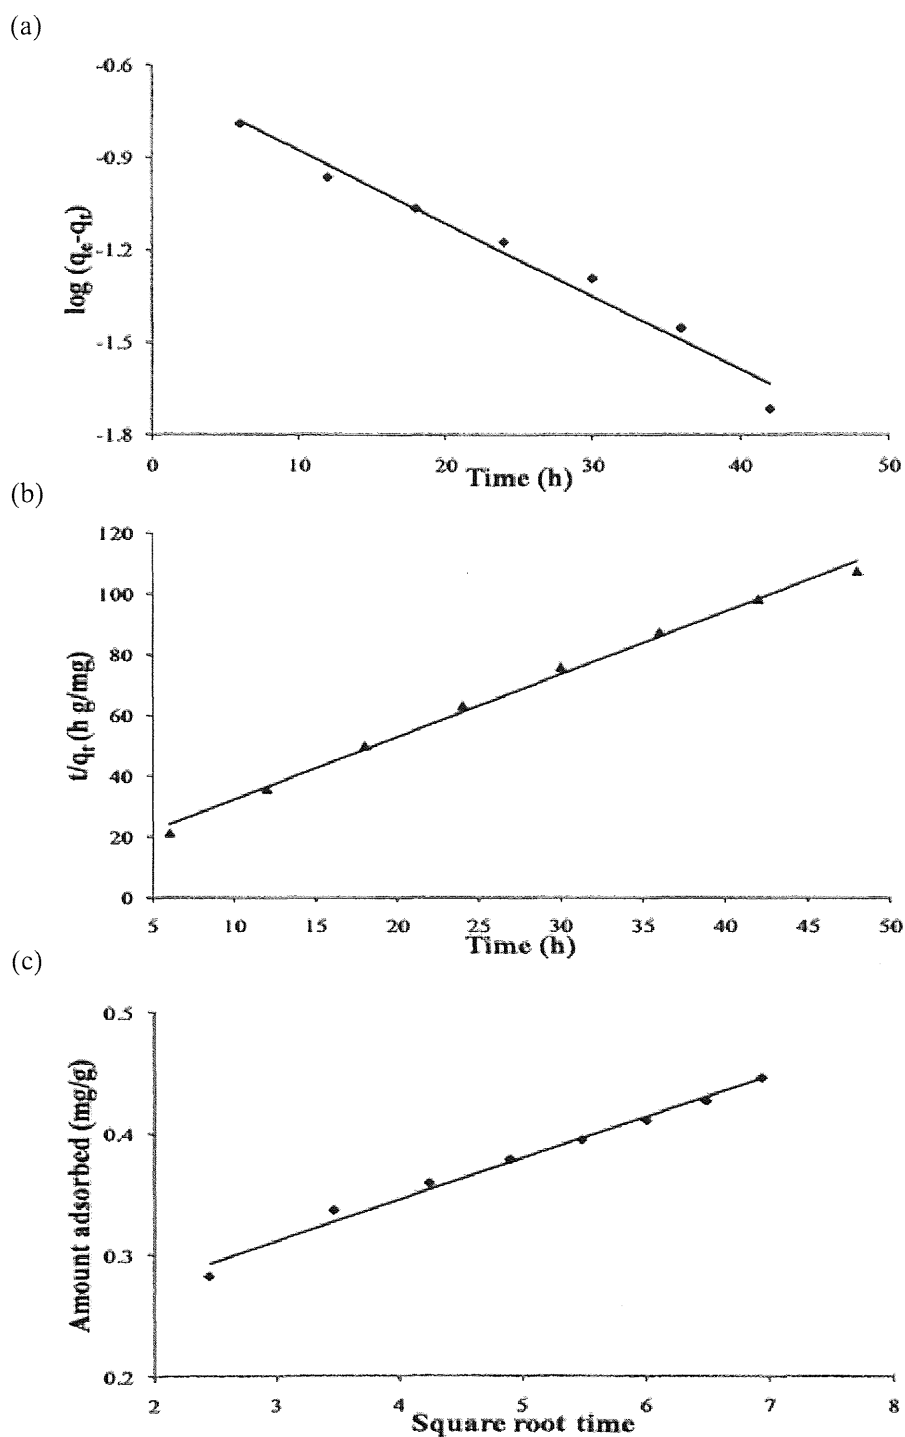 (a)
-0.6
-0.9
-1.2
-1.5
-1.8
log (qe-qt)
0 10 20 30 40 50
Time (h)
(b)
120
100
80
60
40
20
0
t/qt (h g/mg)
5 10 15 20 25 30 35 40 45 50
Time (h)
(c)
0.5
0.4
0.3
0.2
Amount adsorbed (mg/g)
2 3 4 5 6 7 8
Square root time